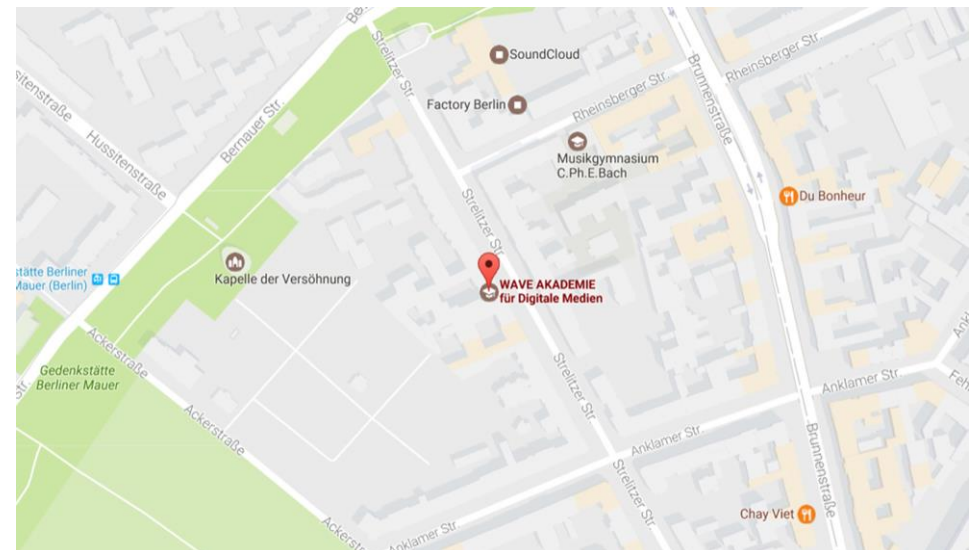 Strelitzer Str.
SoundCloud
Factory Berlin
Rheinsberger Str.
Rheinsberger Str.
Brunnenstraße
Hussitenstraße
Bernauer Str.
Musikgymnasium
C.Ph.E.Bach
Du Bonheur
Strelitzer Str.
Kapelle der Versöhnung
WAVE AKADEMIE
für Digitale Medien
stätte Berliner
Mauer (Berlin)
Ackerstraße
Gedenkstätte
Berliner Mauer
Strelitzer Str.
Anklamer Str.
Ackerstraße
Anklamer Str.
Brunnenstraße
Strelitzer Str.
Chay Viet
Anklamer Str